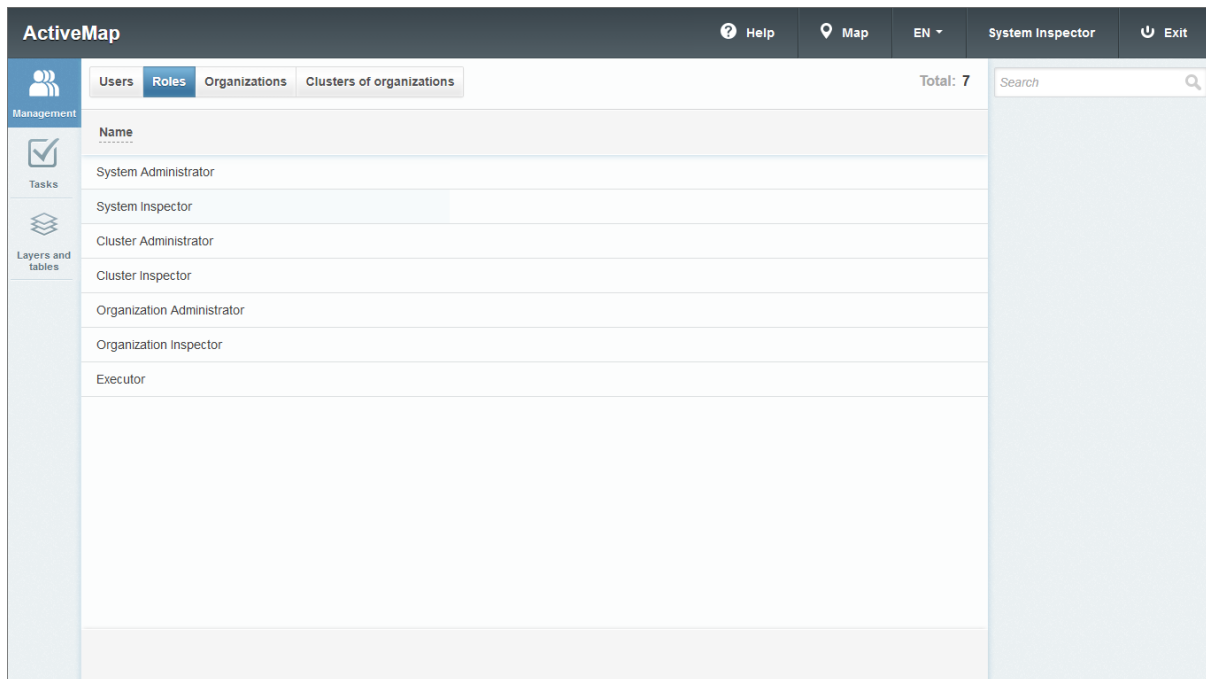 ActiveMap
Help
Map
EN
System Inspector
Exit
Management
Tasks
Layers and
tables
Users
Roles
Organizations
Clusters of organizations
Total: 7
Search
Name
System Administrator
System Inspector
Cluster Administrator
Cluster Inspector
Organization Administrator
Organization Inspector
Executor